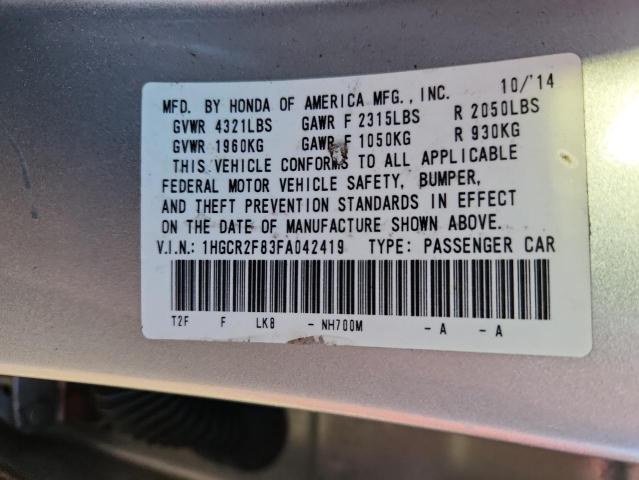 MFD. BY HONDA OF AMERICA MFG., INC. 10/'14
GVWR 4321LBS GAWR F 2315LBS R 2050LBS
GVWR 1960KG GAWR F 1050KG R 930KG
THIS VEHICLE CONFORMS TO ALL APPLICABLE
FEDERAL MOTOR VEHICLE SAFETY, BUMPER,
AND THEFT PREVENTION STANDARDS IN EFFECT
ON THE DATE OF MANUFACTURE SHOWN ABOVE.
V.I.N.: 1HGCR2F83FA042419 TYPE: PASSENGER CAR
T2F F LKB - NH700M - A - A